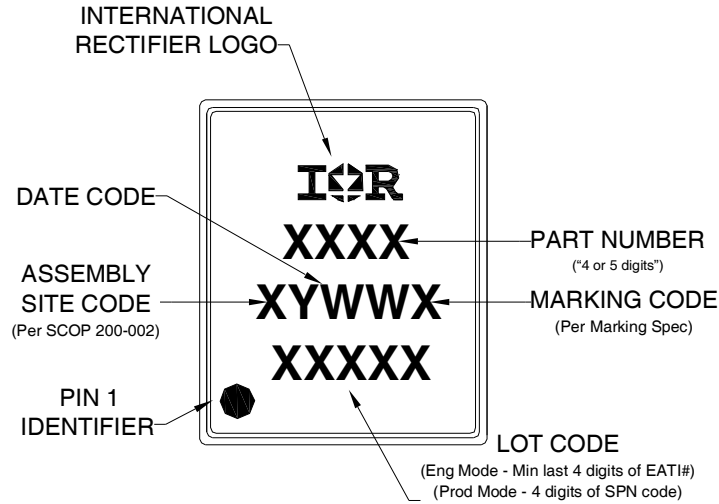 INTERNATIONAL
RECTIFIER LOGO
IOR
DATE CODE
XXXX
PART NUMBER
("4 or 5 digits")
ASSEMBLY
SITE CODE
(Per SCOP 200-002)
XYWWX
MARKING CODE
(Per Marking Spec)
XXXXX
PIN 1
IDENTIFIER
LOT CODE
(Eng Mode - Min last 4 digits of EATI#)
(Prod Mode - 4 digits of SPN code)